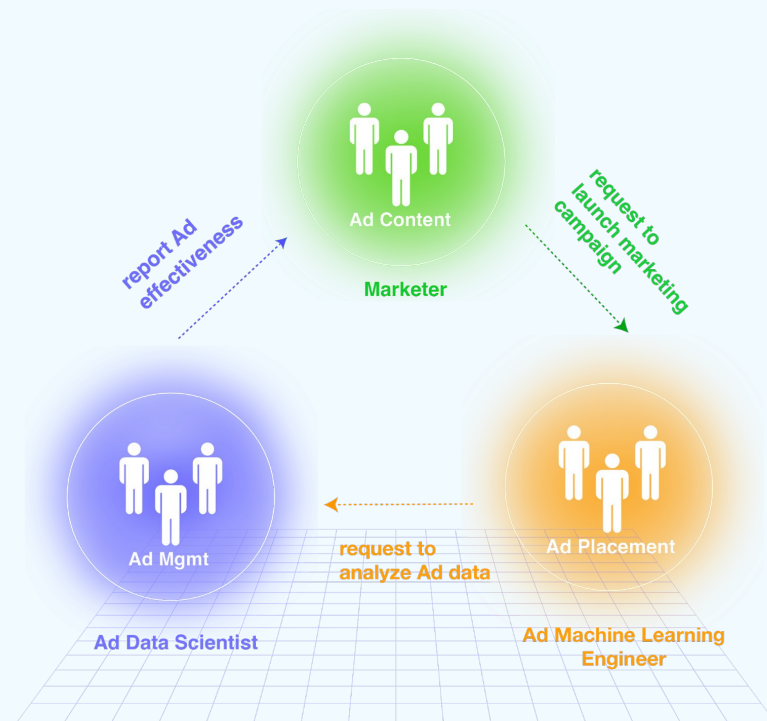 Ad Content
Marketer
request to
launch marketing
campaign
report Ad
effectiveness
Ad Mgmt
Ad Data Scientist
request to
analyze Ad data
Ad Placement
Ad Machine Learning
Engineer